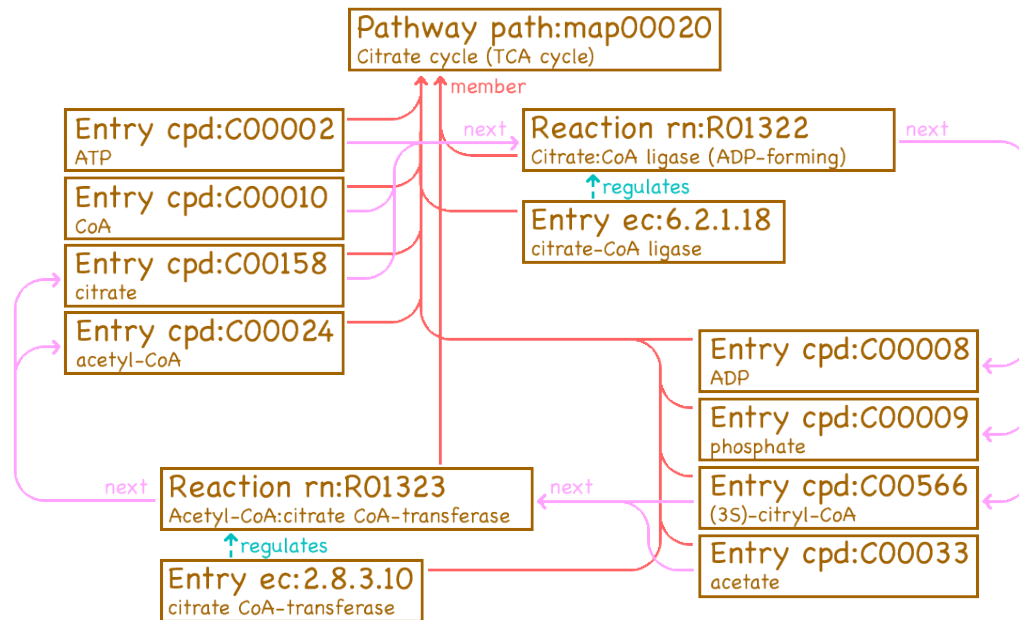 Pathway path:map00020
Citrate cycle (TCA cycle)
member
Entry cpd:C00002
ATP
next
Reaction rn:R01322
Citrate:CoA ligase (ADP-forming)
next
regulates
Entry cpd:C00010
CoA
Entry ec:6.2.1.18
citrate-CoA ligase
Entry cpd:C00158
citrate
Entry cpd:C00024
acetyl-CoA
Entry cpd:C00008
ADP
Entry cpd:C00009
phosphate
next
Reaction rn:R01323
Acetyl-CoA:citrate CoA-transferase
next
Entry cpd:C00566
(3S)-citryl-CoA
regulates
Entry cpd:C00033
acetate
Entry ec:2.8.3.10
citrate CoA-transferase